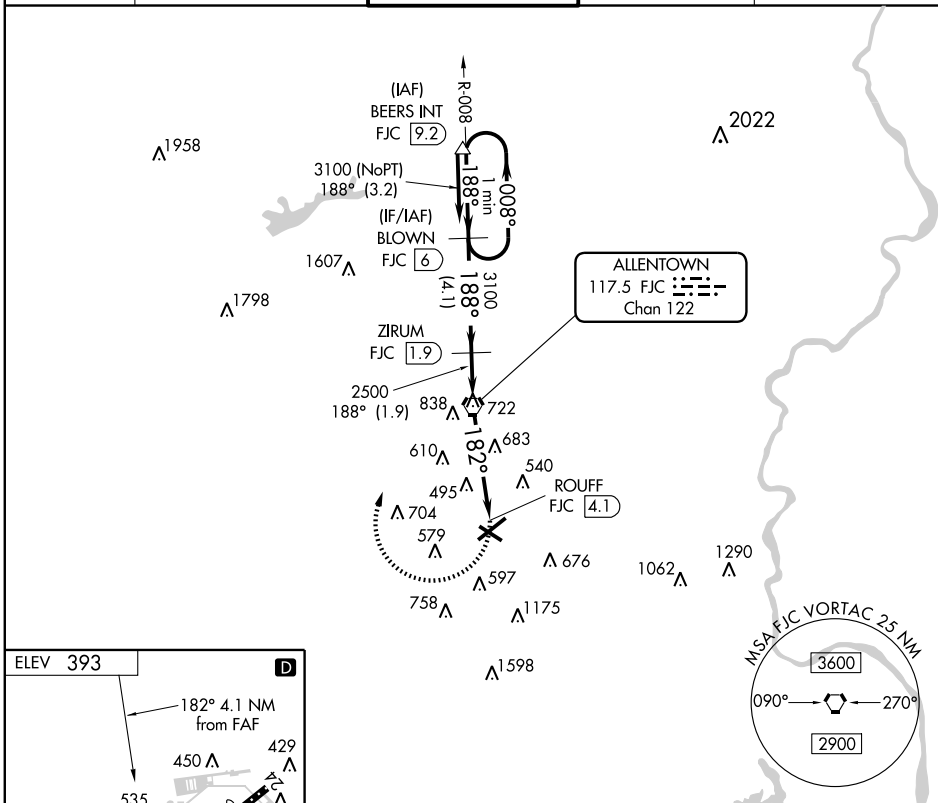 R-008
(IAF)
BEERS INT
FJC 9.2
2022
1958
3100 (NoPT)
188° (3.2)
188°
1 min
008°
(IF/IAF)
BLOWN
FJC 6
1607
3100
188°
(4.1)
ALLENTOWN
117.5 FJC
Chan 122
1798
ZIRUM
FJC 1.9
2500
188° (1.9)
838
722
182°
683
610
540
495
ROUFF
FJC 4.1
704
579
676
1062
1290
597
758
1175
MSA FJC VORTAC 25 NM
3600
090°
270°
2900
1598
ELEV 393
D
182° 4.1 NM
from FAF
450
429
24
535